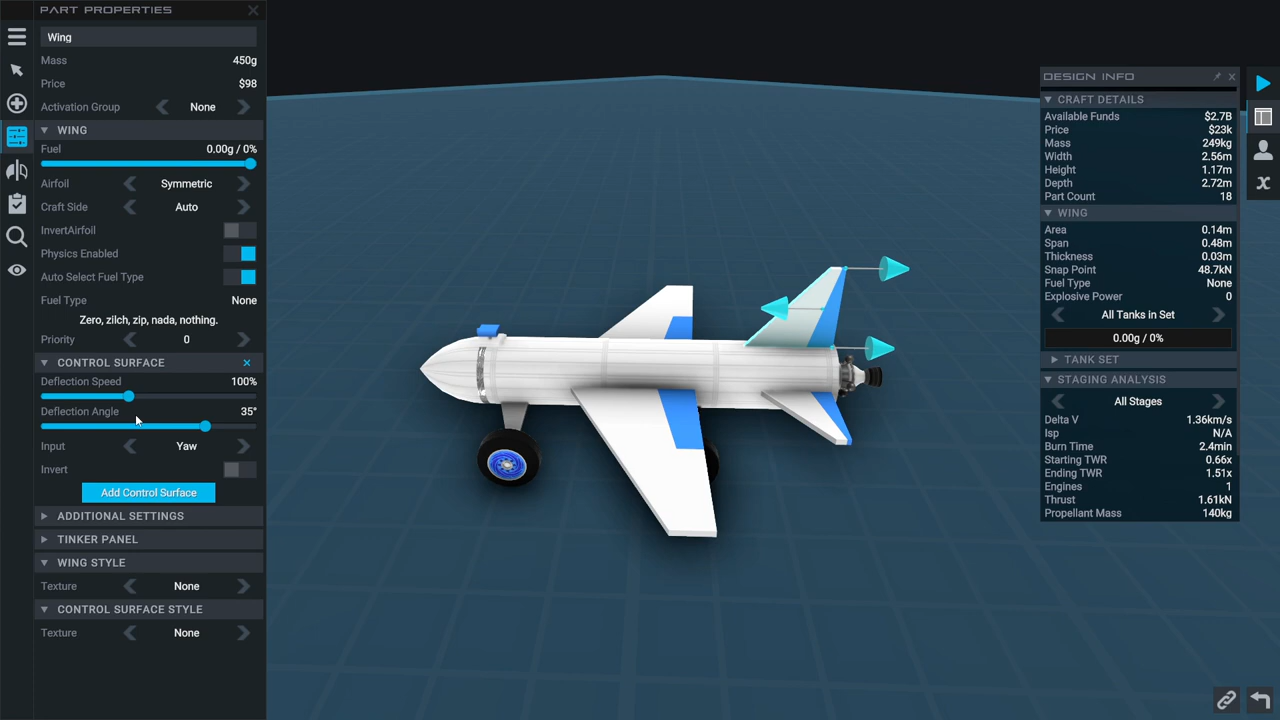 PART PROPERTIES
Wing
Mass 450g
Price $98
Activation Group None
WING
Fuel 0.00g / 0%
Airfoil Symmetric
Craft Side Auto
InvertAirfoil
Physics Enabled
Auto Select Fuel Type
Fuel Type None
Zero, zilch, zip, nada, nothing.
Priority 0
CONTROL SURFACE
Deflection Speed 100%
Deflection Angle 35°
Input Yaw
Invert
Add Control Surface
ADDITIONAL SETTINGS
TINKER PANEL
WING STYLE
Texture None
CONTROL SURFACE STYLE
Texture None
DESIGN INFO
CRAFT DETAILS
Available Funds $2.7B
Price $23k
Mass 249kg
Width 2.56m
Height 1.17m
Depth 2.72m
Part Count 18
WING
Area 0.14m
Span 0.48m
Thickness 0.03m
Snap Point 48.7kN
Fuel Type None
Explosive Power 0
All Tanks in Set
0.00g / 0%
TANK SET
STAGING ANALYSIS
All Stages
Delta V 1.36km/s
Isp N/A
Burn Time 2.4min
Starting TWR 0.66x
Ending TWR 1.51x
Engines 1
Thrust 1.61kN
Propellant Mass 140kg